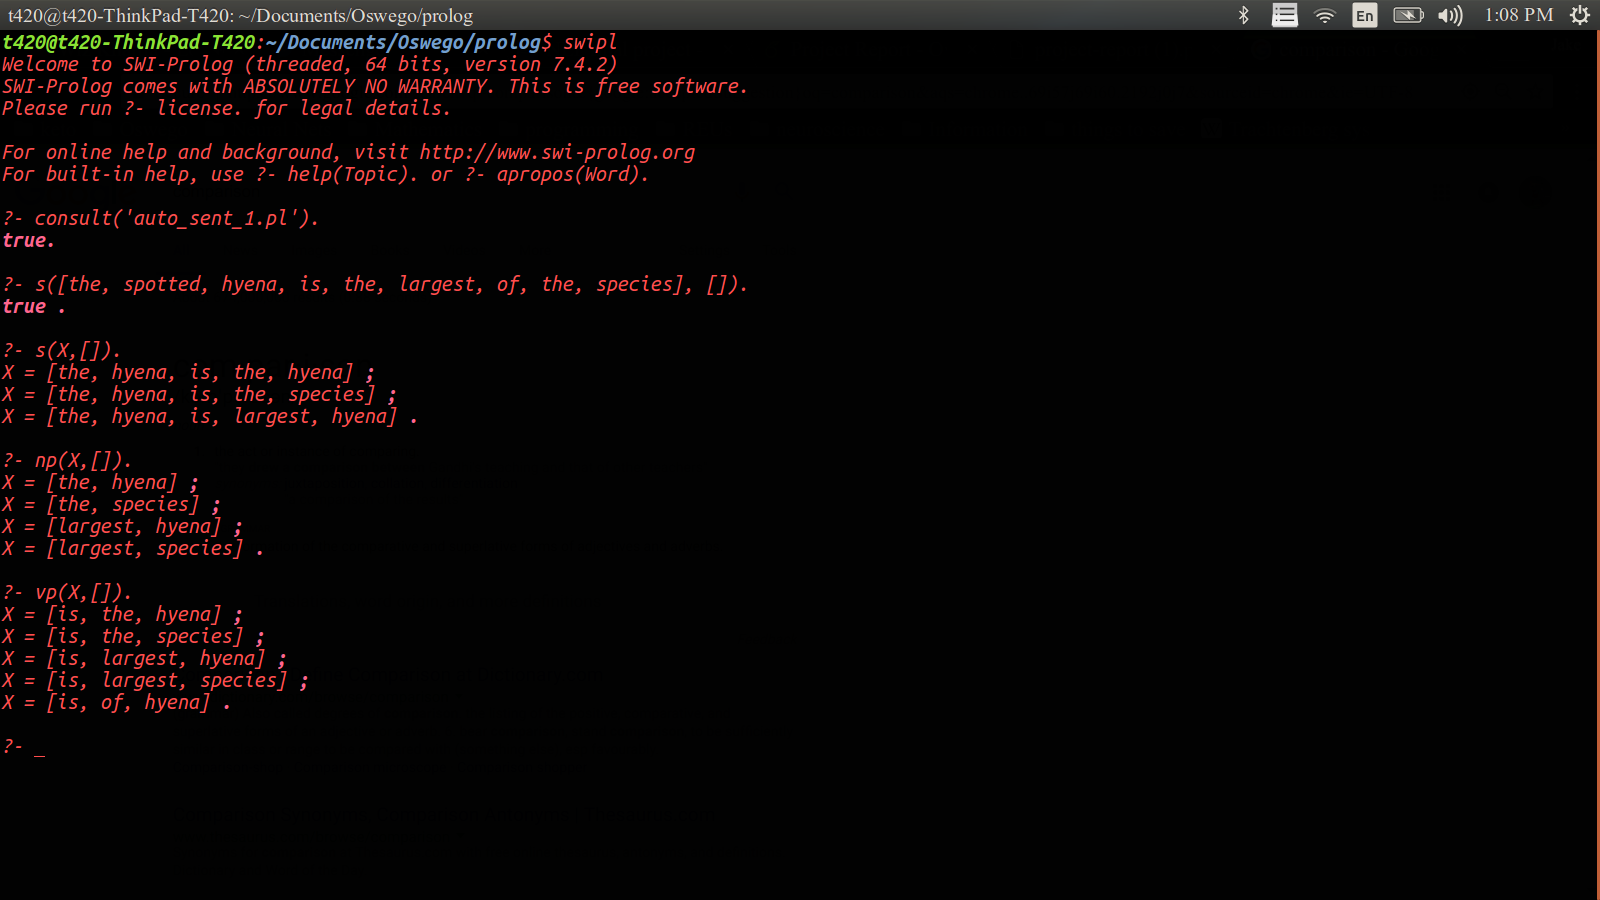 t420@t420-ThinkPad-T420: ~/Documents/Oswego/prolog
En
1:08 PM
t420@t420-ThinkPad-T420:~/Documents/Oswego/prolog$ swipl
Welcome to SWI-Prolog (threaded, 64 bits, version 7.4.2)
SWI-Prolog comes with ABSOLUTELY NO WARRANTY. This is free software.
Please run ?- license. for legal details.
For online help and background, visit http://www.swi-prolog.org
For built-in help, use ?- help(Topic). or ?- apropos(Word).
?- consult('auto_sent_1.pl').
true.
?- s([the, spotted, hyena, is, the, largest, of, the, species], []).
true .
?- s(X,[]).
X = [the, hyena, is, the, hyena] ;
X = [the, hyena, is, the, species] ;
X = [the, hyena, is, largest, hyena] .
?- np(X,[]).
X = [the, hyena] ;
X = [the, species] ;
X = [largest, hyena] ;
X = [largest, species] .
?- vp(X,[]).
X = [is, the, hyena] ;
X = [is, the, species] ;
X = [is, largest, hyena] ;
X = [is, largest, species] ;
X = [is, of, hyena] .
?- _